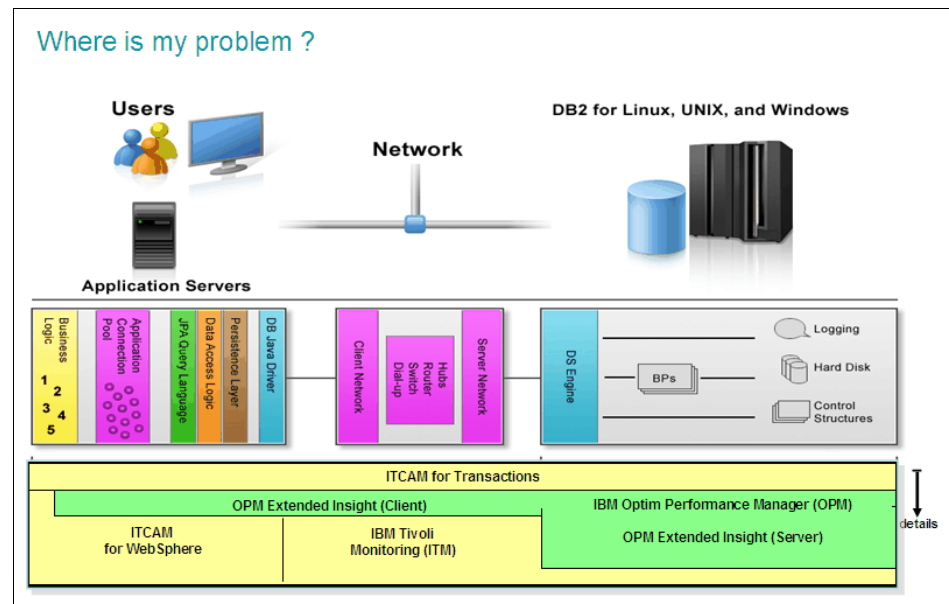 Where is my problem ?
Users
DB2 for Linux, UNIX, and Windows
Network
Application Servers
Business
Logic
1
2
3
4
5
Application
Connection
Pool
JPA Query Language
Data Access Logic
Persistence Layer
DB Java Driver
Client Network
Hubs
Router
Switch
Dial-up
Server Network
DS Engine
BPs
Logging
Hard Disk
Control
Structures
ITCAM for Transactions
OPM Extended Insight (Client)
IBM Optim Performance Manager (OPM)
details
ITCAM
for WebSphere
IBM Tivoli
Monitoring (ITM)
OPM Extended Insight (Server)